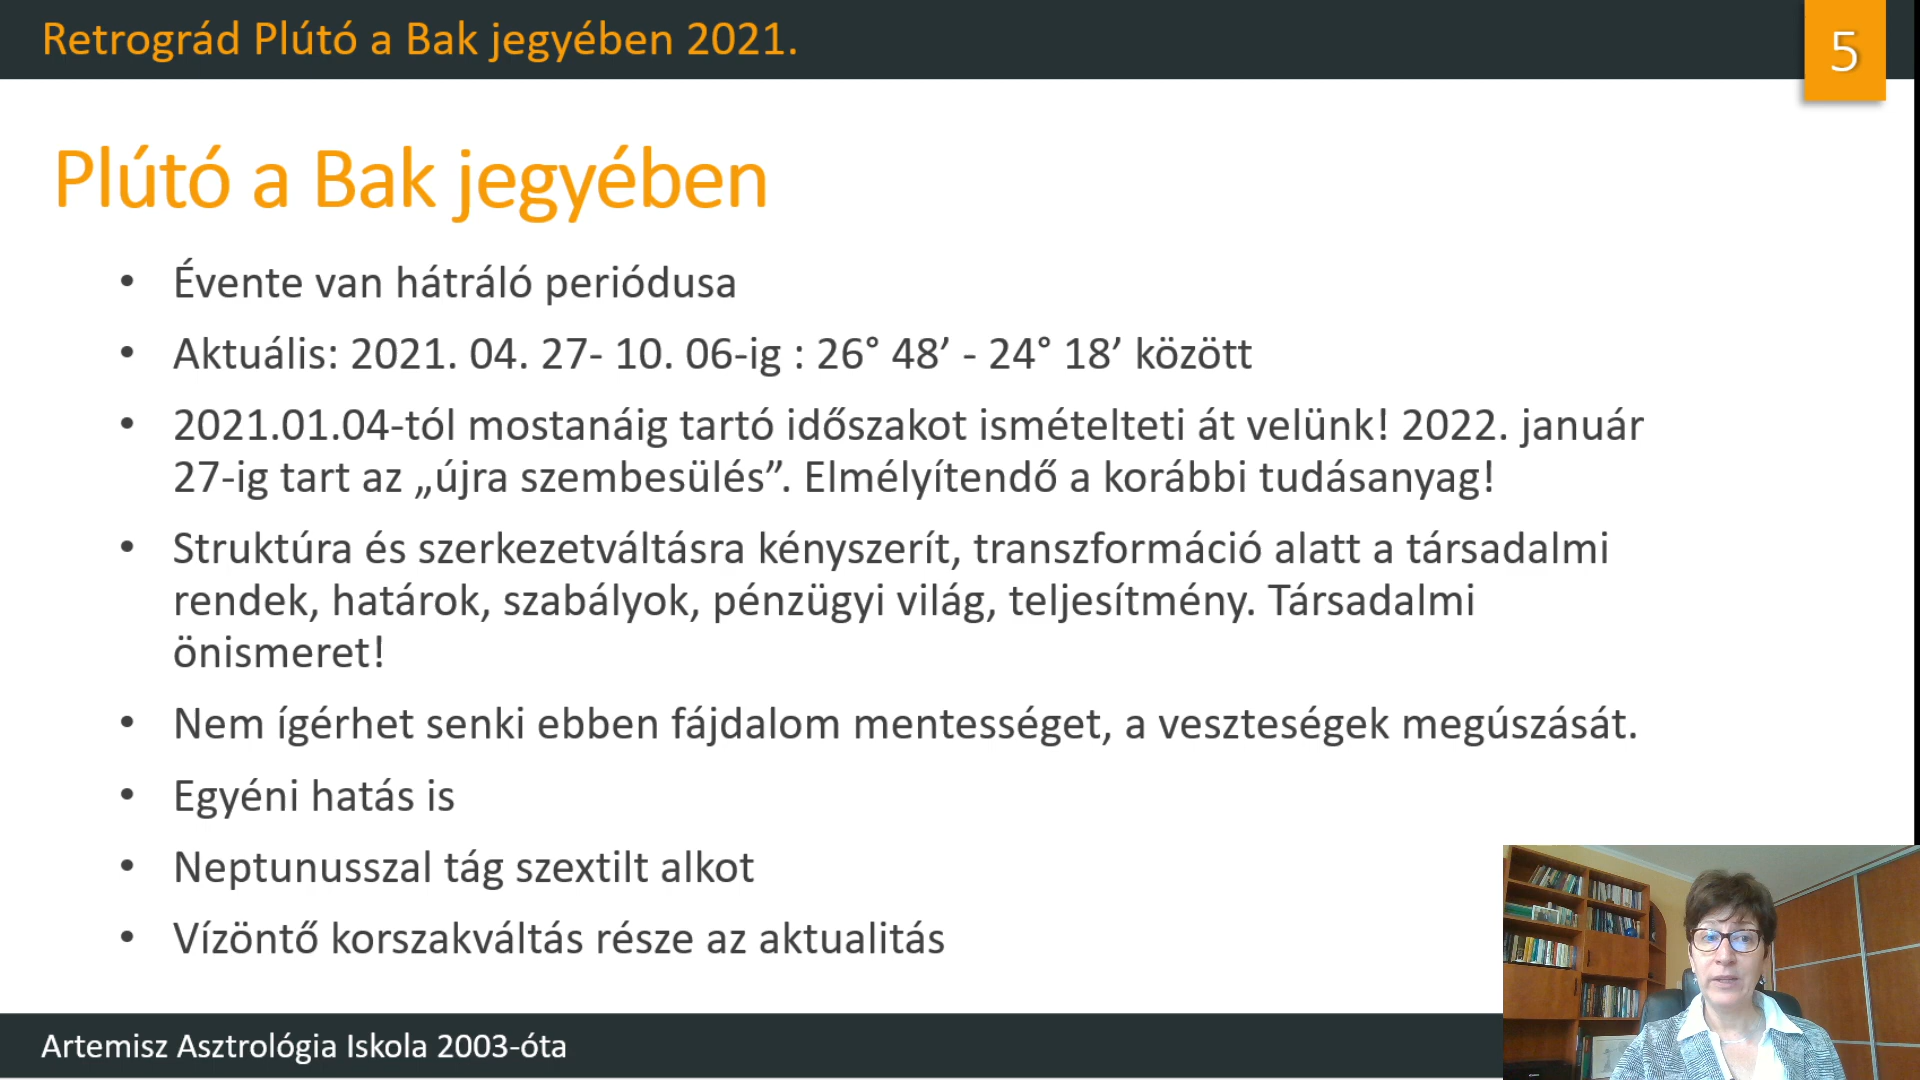 Retrográd Plútó a Bak jegyében 2021.
5
Plútó a Bak jegyében
• Évente van hátráló periódusa
• Aktuális: 2021. 04. 27- 10. 06-ig : 26° 48’ - 24° 18’ között
• 2021.01.04-tól mostanáig tartó időszakot ismételteti át velünk! 2022. január
27-ig tart az „újra szembesülés”. Elmélyítendő a korábbi tudásanyag!
• Struktúra és szerkezetváltásra kényszerít, transzformáció alatt a társadalmi
rendek, határok, szabályok, pénzügyi világ, teljesítmény. Társadalmi
önismeret!
• Nem ígérhet senki ebben fájdalom mentességet, a veszteségek megúszását.
• Egyéni hatás is
• Neptunusszal tág szextilt alkot
• Vízöntő korszakváltás része az aktualitás
Artemisz Asztrológia Iskola 2003-óta